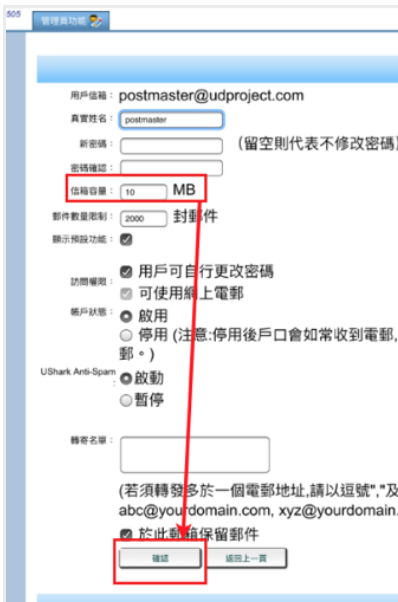 505
管理員功能
用戶信箱： postmaster@udproject.com
真實姓名： postmaster
新密碼： （留空則代表不修改密碼）
密碼確認：
信箱容量： 10 MB
郵件數量限制： 2000 封郵件
顯示預設功能：
訪問權限： 用戶可自行更改密碼
可使用網上電郵
帳戶狀態： 啟用
停用 (注意:停用後戶口會如常收到電郵,
郵。)
UShark Anti-Spam
: 啟動
暫停
轉寄名單：
(若須轉發多於一個電郵地址,請以逗號","及
abc@yourdomain.com, xyz@yourdomain.
於此郵箱保留郵件
確認 返回上一頁